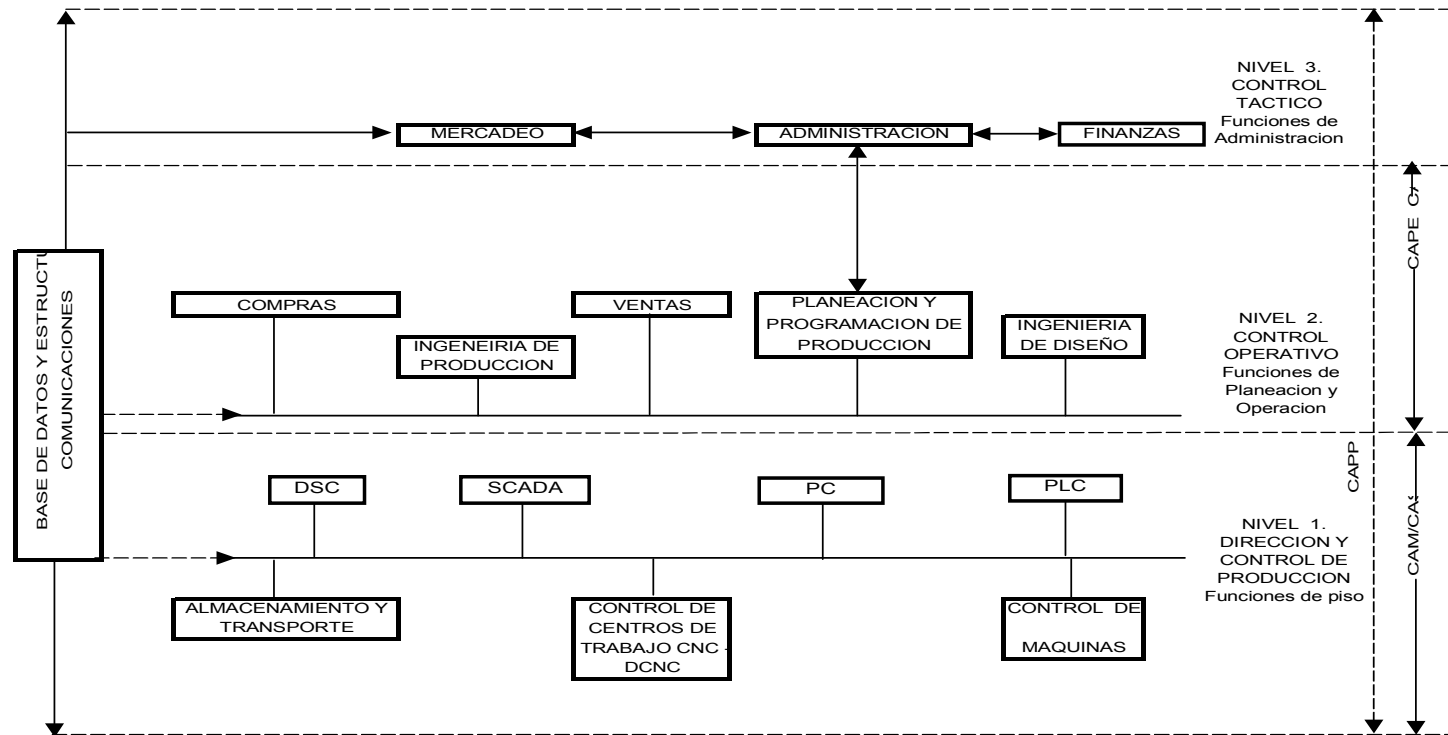 NIVEL 3.
CONTROL
TACTICO
Funciones de
Administracion
MERCADEO
ADMINISTRACION
FINANZAS
CAPE
BASE DE DATOS Y
COMUNICACIONES
COMPRAS
INGENEIRIA DE
PRODUCCION
VENTAS
PLANEACION Y
PROGRAMACION DE
PRODUCCION
INGENIERIA
DE DISEÑO
NIVEL 2.
CONTROL
OPERATIVO
Funciones de
Planeacion y
Operacion
CAPP
DSC
SCADA
PC
PLC
NIVEL 1.
DIRECCION Y
CONTROL DE
PRODUCCION
Funciones de piso
ALMACENAMIENTO Y
TRANSPORTE
CONTROL DE
CENTROS DE
TRABAJO CNC -
DCNC
CONTROL DE
MAQUINAS